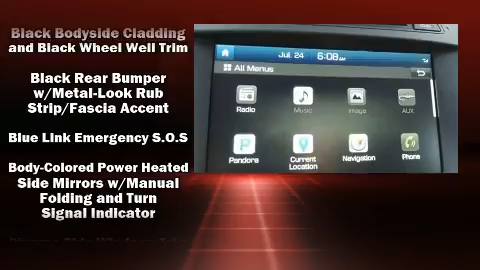 Black Bodyside Cladding
and Black Wheel Well Trim
Black Rear Bumper
w/Metal-Look Rub
Strip/Fascia Accent
Blue Link Emergency S.O.S
Body-Colored Power Heated
Side Mirrors w/Manual
Folding and Turn
Signal Indicator
Jul. 24 6:08 AM
All Menus
Radio Music Image AUX
Pandora Current Location Navigation Phone